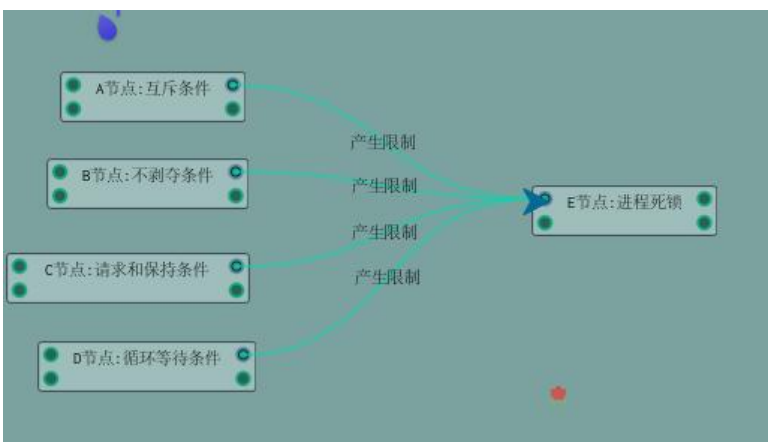 A节点:互斥条件
产生限制
B节点:不剥夺条件
产生限制
E节点:进程死锁
产生限制
C节点:请求和保持条件
产生限制
D节点:循环等待条件